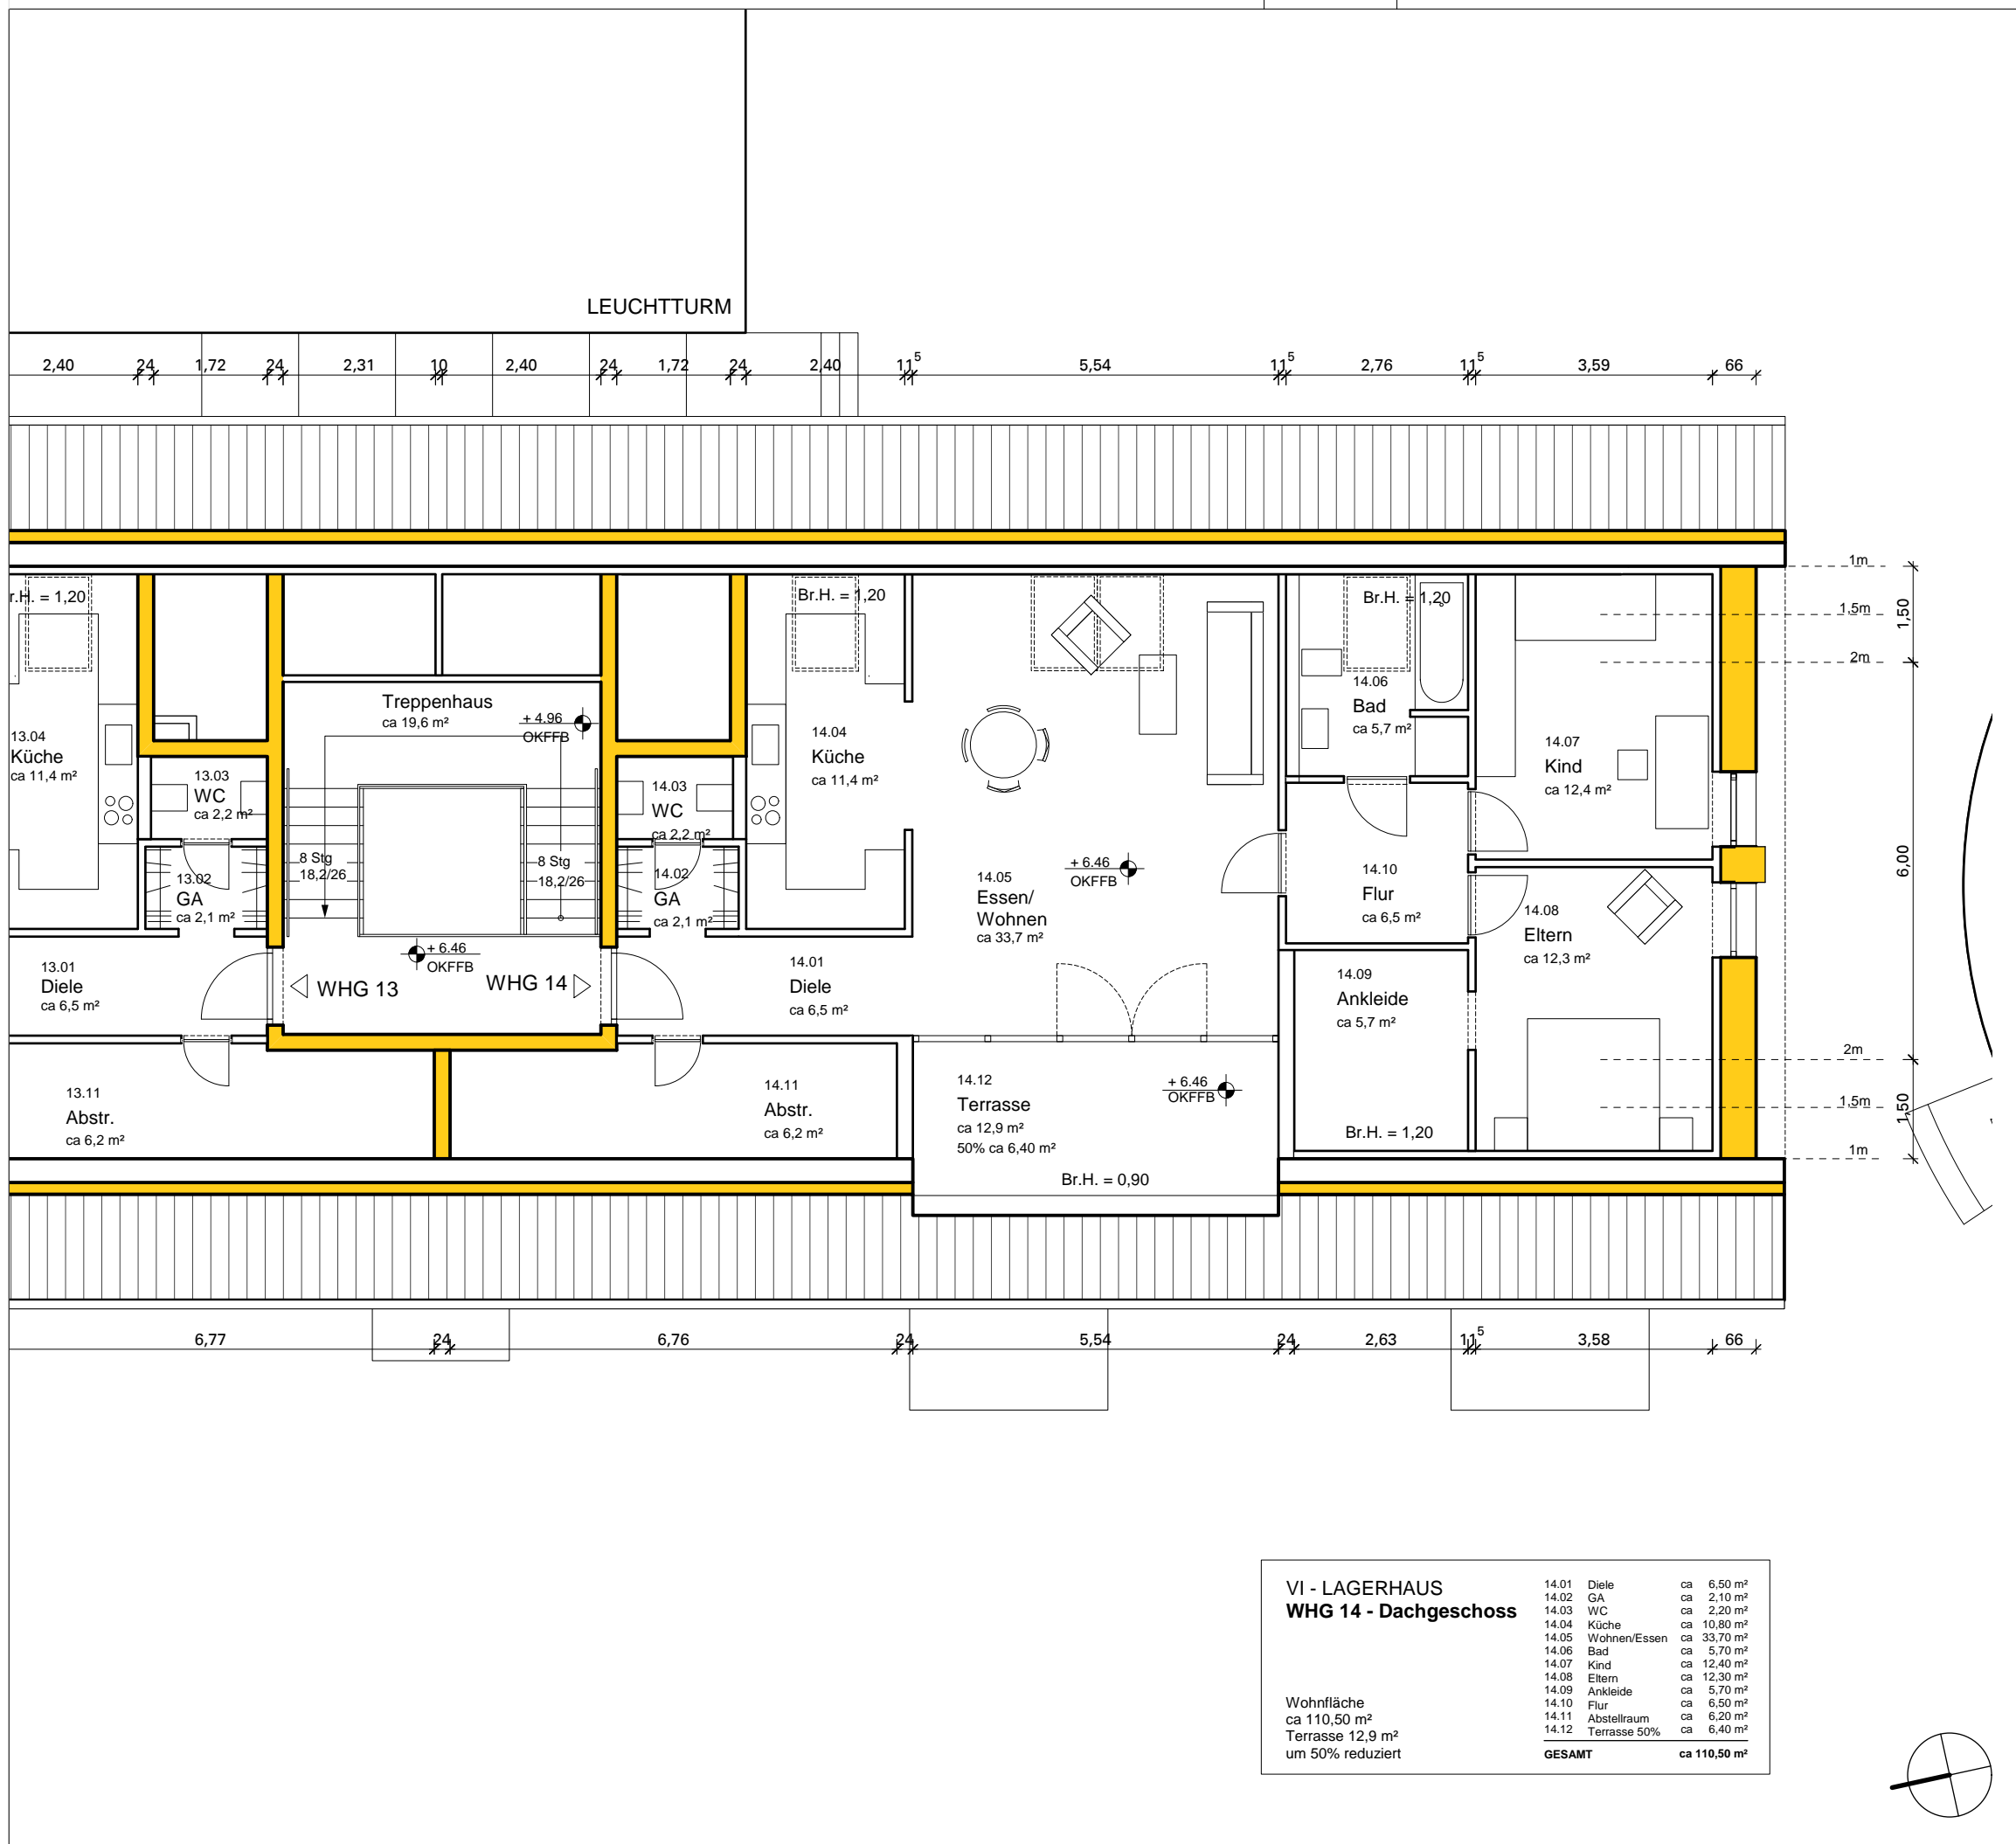 LEUCHTTURM
2,40 24 1,72 24 2,31 10 2,40 24 1,72 24 2,40 11⁵ 5,54 11⁵ 2,76 11⁵ 3,59 66
1m
1,5m
1,50
2m
6,00
2m
1,5m
1,50
1m
r.H. = 1,20
13.04
Küche
ca 11,4 m²
13.03
WC
ca 2,2 m²
13.02
GA
ca 2,1 m²
13.01
Diele
ca 6,5 m²
13.11
Abstr.
ca 6,2 m²
Treppenhaus
ca 19,6 m²
+ 4.96
OKFFB
8 Stg
18,2/26
8 Stg
18,2/26
+ 6.46
OKFFB
WHG 13
WHG 14
14.03
WC
ca 2,2 m²
14.02
GA
ca 2,1 m²
Br.H. = 1,20
14.04
Küche
ca 11,4 m²
14.01
Diele
ca 6,5 m²
14.11
Abstr.
ca 6,2 m²
14.05
Essen/
Wohnen
ca 33,7 m²
+ 6.46
OKFFB
14.12
Terrasse
ca 12,9 m²
50% ca 6,40 m²
+ 6.46
OKFFB
Br.H. = 0,90
Br.H. = 1,20
14.06
Bad
ca 5,7 m²
14.10
Flur
ca 6,5 m²
14.09
Ankleide
ca 5,7 m²
Br.H. = 1,20
14.07
Kind
ca 12,4 m²
14.08
Eltern
ca 12,3 m²
6,77 24 6,76 24 5,54 24 2,63 11⁵ 3,58 66
VI - LAGERHAUS
WHG 14 - Dachgeschoss
Wohnfläche
ca 110,50 m²
Terrasse 12,9 m²
um 50% reduziert
14.01 Diele ca 6,50 m²
14.02 GA ca 2,10 m²
14.03 WC ca 2,20 m²
14.04 Küche ca 10,80 m²
14.05 Wohnen/Essen ca 33,70 m²
14.06 Bad ca 5,70 m²
14.07 Kind ca 12,40 m²
14.08 Eltern ca 12,30 m²
14.09 Ankleide ca 5,70 m²
14.10 Flur ca 6,50 m²
14.11 Abstellraum ca 6,20 m²
14.12 Terrasse 50% ca 6,40 m²
GESAMT ca 110,50 m²